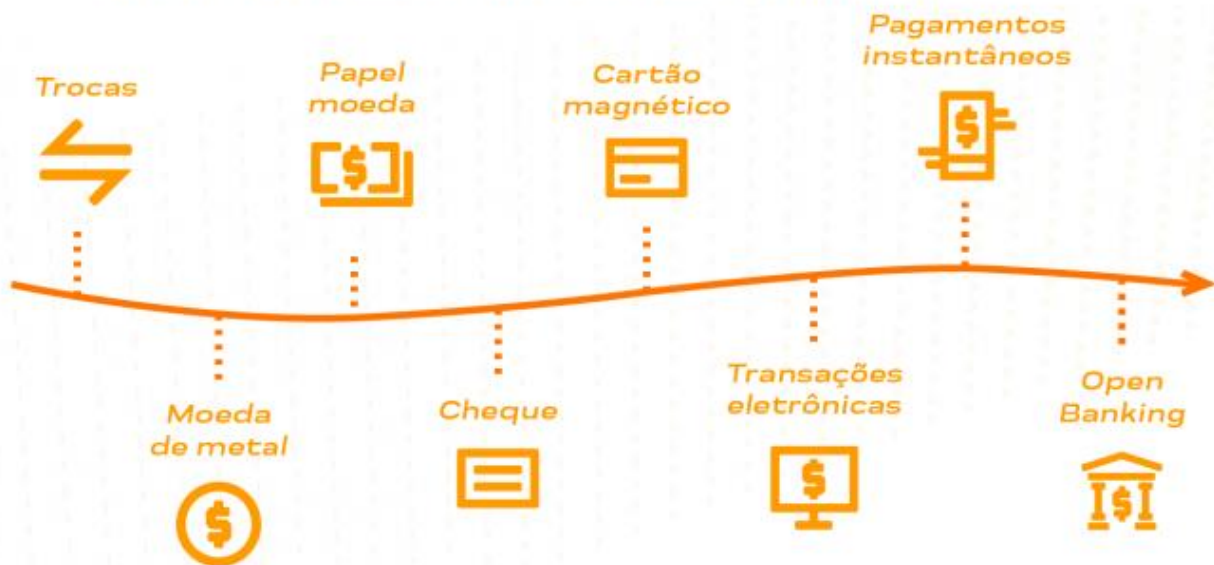 Trocas
Moeda
de metal
Papel
moeda
Cheque
Cartão
magnético
Transações
eletrônicas
Pagamentos
instantâneos
Open
Banking